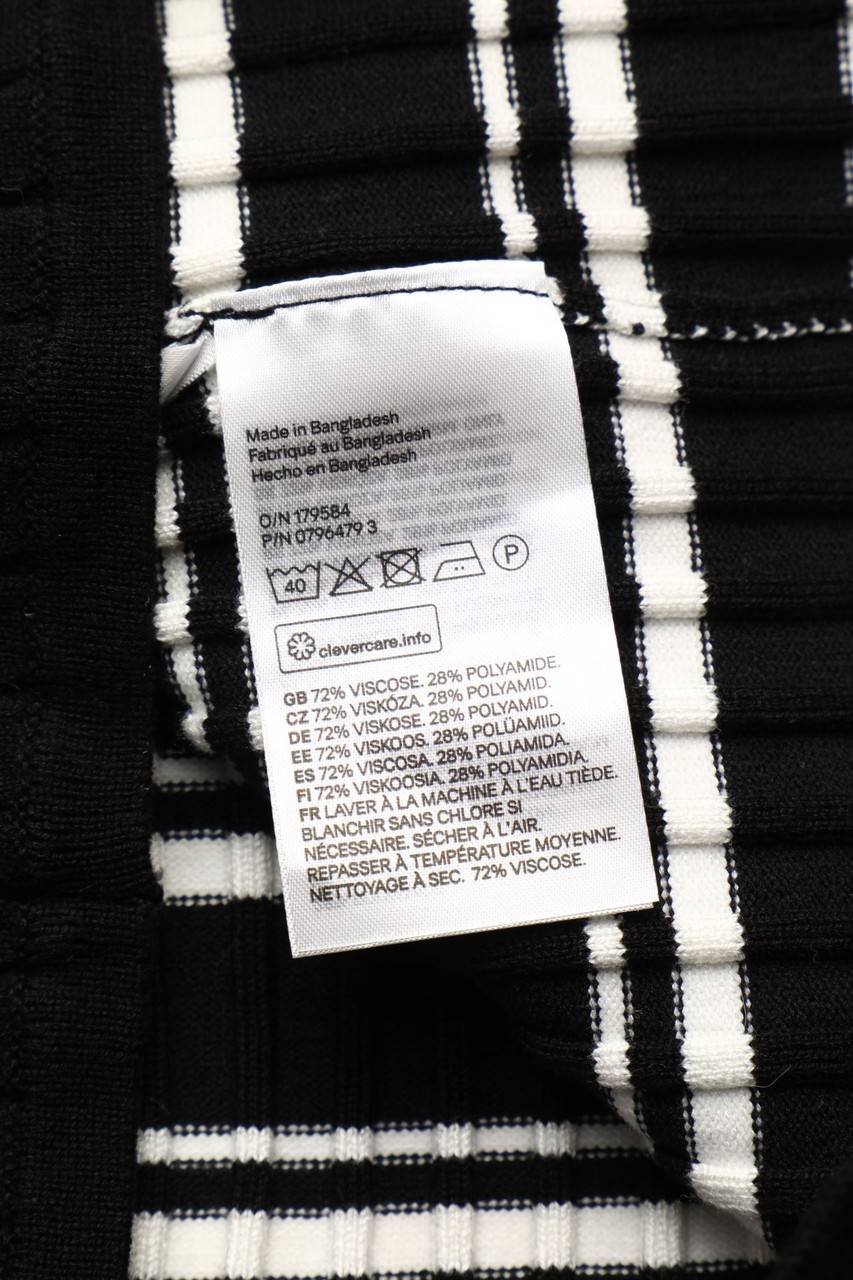 Made in Bangladesh
Fabriqué au Bangladesh
Hecho en Bangladesh
O/N 179584
P/N 0796479 3
40 P
clevercare.info
GB 72% VISCOSE. 28% POLYAMIDE.
CZ 72% VISKÓZA. 28% POLYAMID.
DE 72% VISKOSE. 28% POLYAMID.
EE 72% VISKOOS. 28% POLÜAMIID.
ES 72% VISCOSA. 28% POLIAMIDA.
FI 72% VISKOOSIA. 28% POLYAMIDIA.
FR LAVER À LA MACHINE À L'EAU TIÈDE.
BLANCHIR SANS CHLORE SI
NÉCESSAIRE. SÉCHER À L'AIR.
REPASSER À TEMPÉRATURE MOYENNE.
NETTOYAGE À SEC. 72% VISCOSE.